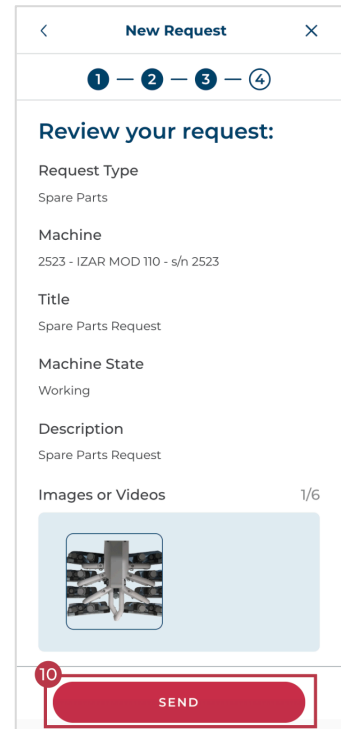 New Request
1 2 3 4
Review your request:
Request Type
Spare Parts
Machine
2523 - IZAR MOD 110 - s/n 2523
Title
Spare Parts Request
Machine State
Working
Description
Spare Parts Request
Images or Videos 1/6
10
SEND